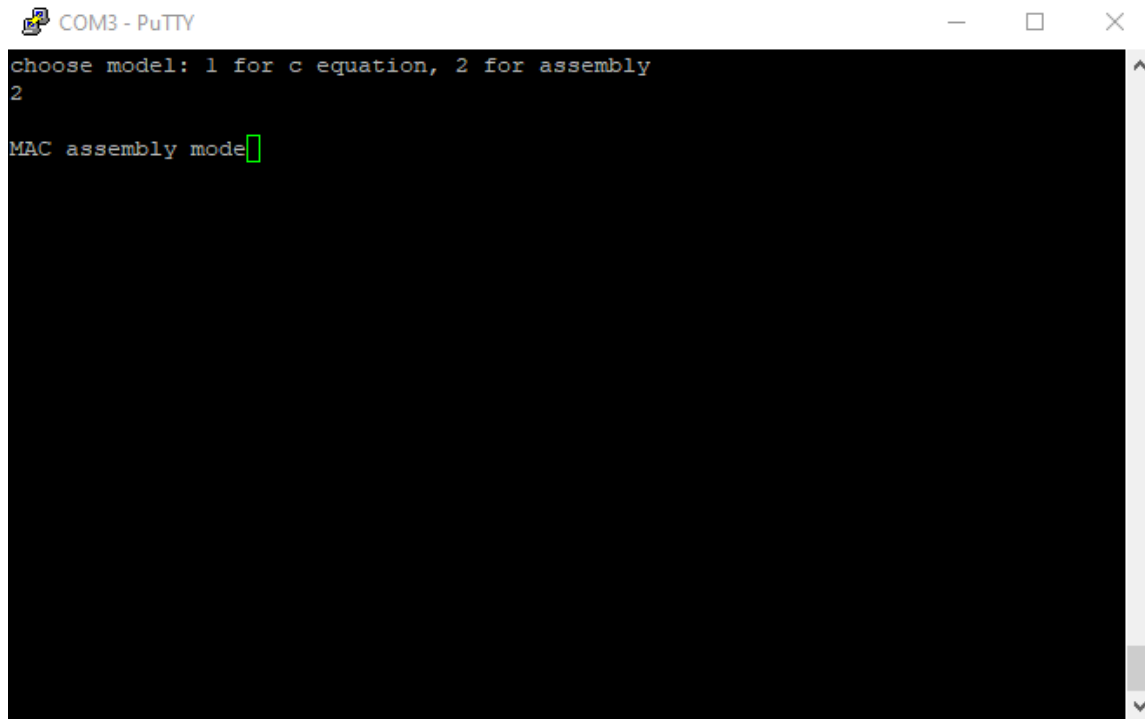 COM3 - PuTTY
choose model: 1 for c equation, 2 for assembly
2
MAC assembly mode